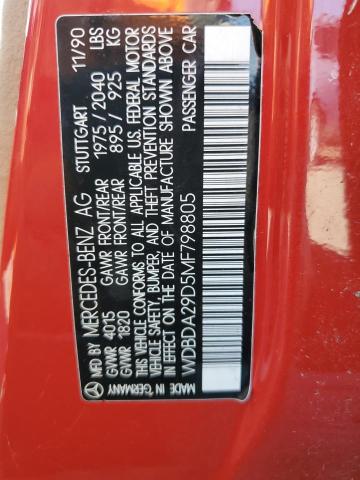 MFD BY MERCEDES-BENZ AG STUTTGART 11/90
GVWR 4015 GAWR FRONT/REAR 1975/2040 LBS
GVWR 1820 GAWR FRONT/REAR 895/925 KG
THIS VEHICLE CONFORMS TO ALL APPLICABLE U.S. FEDERAL MOTOR
VEHICLE SAFETY, BUMPER, AND THEFT PREVENTION STANDARDS IN
EFFECT ON THE DATE OF MANUFACTURE SHOWN ABOVE.
WDBDA29D5MF798805 PASSENGER CAR
MADE IN GERMANY